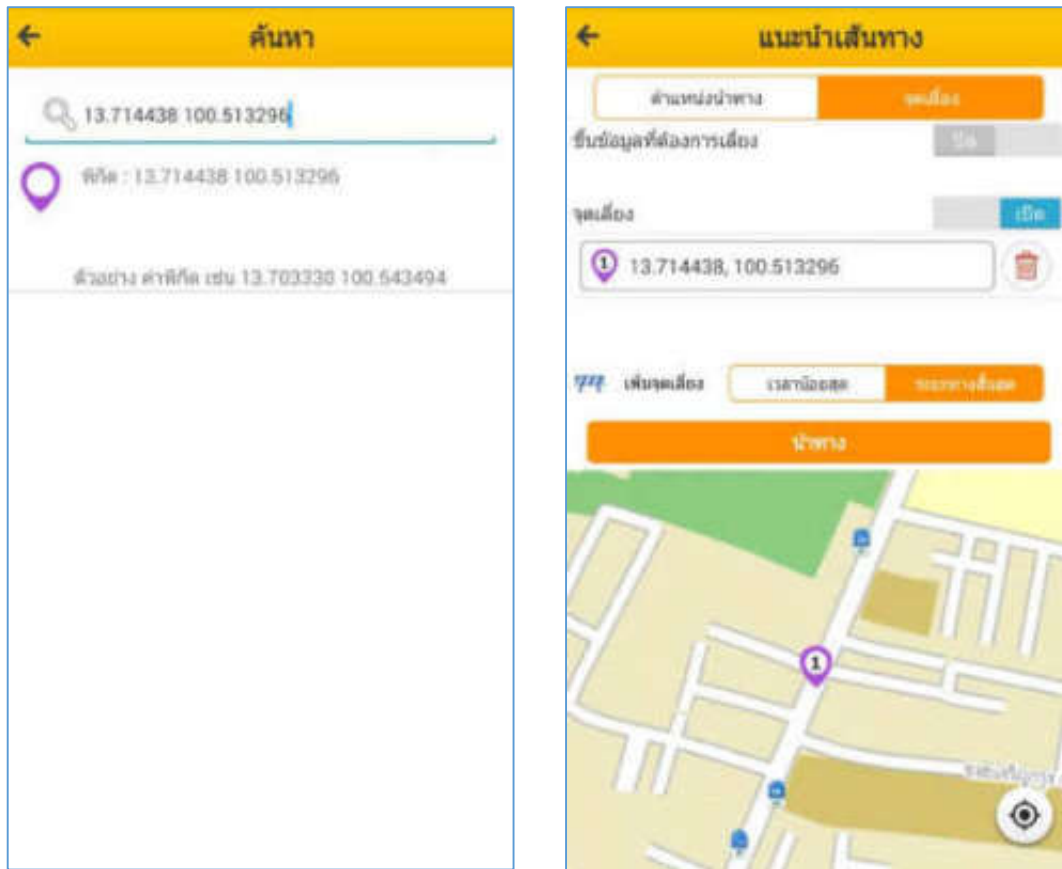 ค้นหา
13.714438 100.513296
พิกัด : 13.714438 100.513296
ตัวอย่าง ค่าพิกัด เช่น 13.703330 100.543494
แนะนำเส้นทาง
ตำแหน่งนำทาง จุดเลี่ยง
ชั้นข้อมูลที่ต้องการเลี่ยง ปิด
จุดเลี่ยง เปิด
1 13.714438, 100.513296
เพิ่มจุดเลี่ยง เวลาน้อยสุด ระยะทางสั้นสุด
นำทาง
1